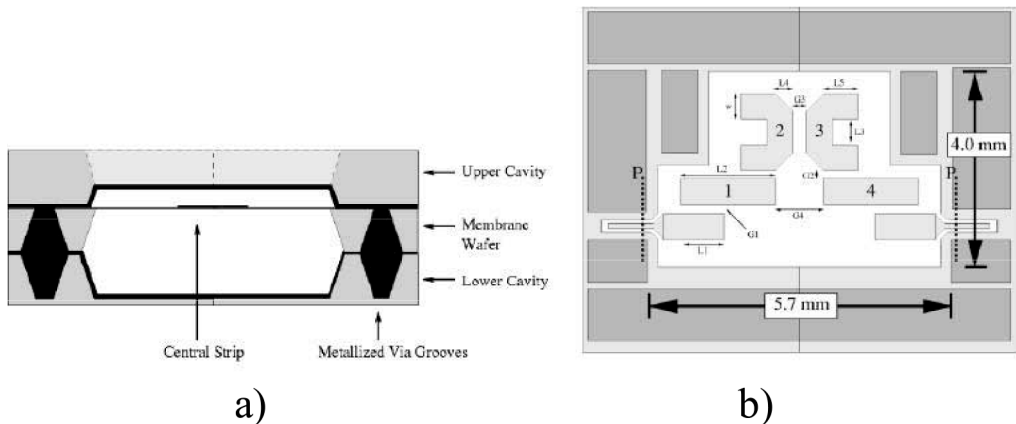 Upper Cavity
Membrane
Wafer
Lower Cavity
Central Strip
Metallized Via Grooves
a)
L4
L5
G3
w
2
3
L3
4.0 mm
P
L2
G2
P
1
4
G4
G1
L1
5.7 mm
b)